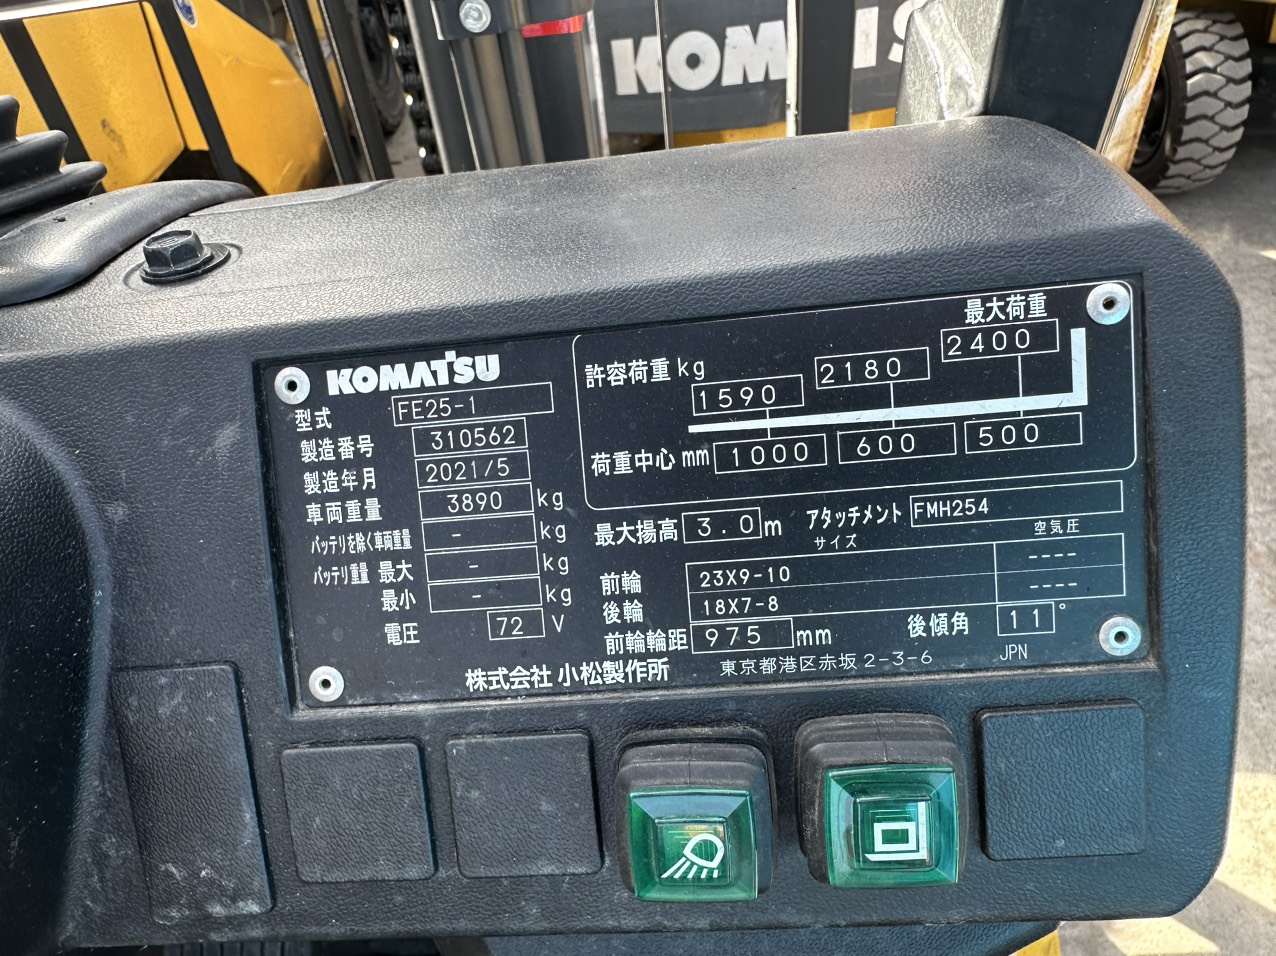 KOMATSU
KOMATSU
型式 FE25-1
製造番号 310562
製造年月 2021/5
車両重量 3890 kg
バッテリを除く車両重量 - kg
バッテリ重量 最大 - kg
最小 - kg
電圧 72 V
最大荷重
許容荷重 kg 1590 2180 2400
荷重中心 mm 1000 600 500
最大揚高 3.0 m アタッチメント FMH254
サイズ 空気圧
前輪 23X9-10 ----
後輪 18X7-8 ----
前輪輪距 975 mm 後傾角 11°
株式会社 小松製作所 東京都港区赤坂 2-3-6 JPN